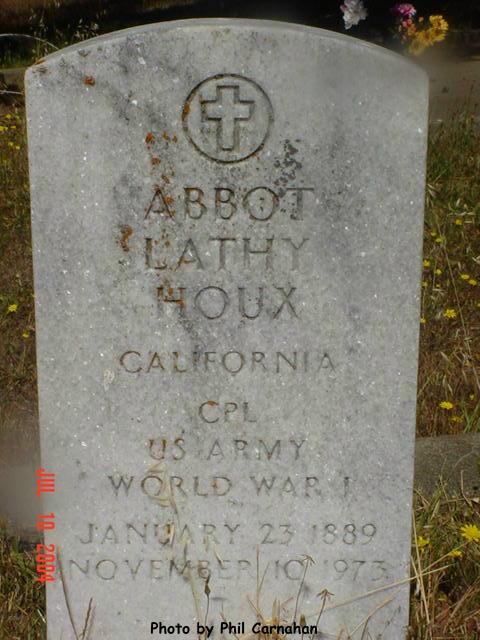 ABBOT
LATHY
HOUX
CALIFORNIA
CPL
US ARMY
WORLD WAR I
JANUARY 23 1889
NOVEMBER 10 1973
JUL 10 2004
Photo by Phil Carnahan